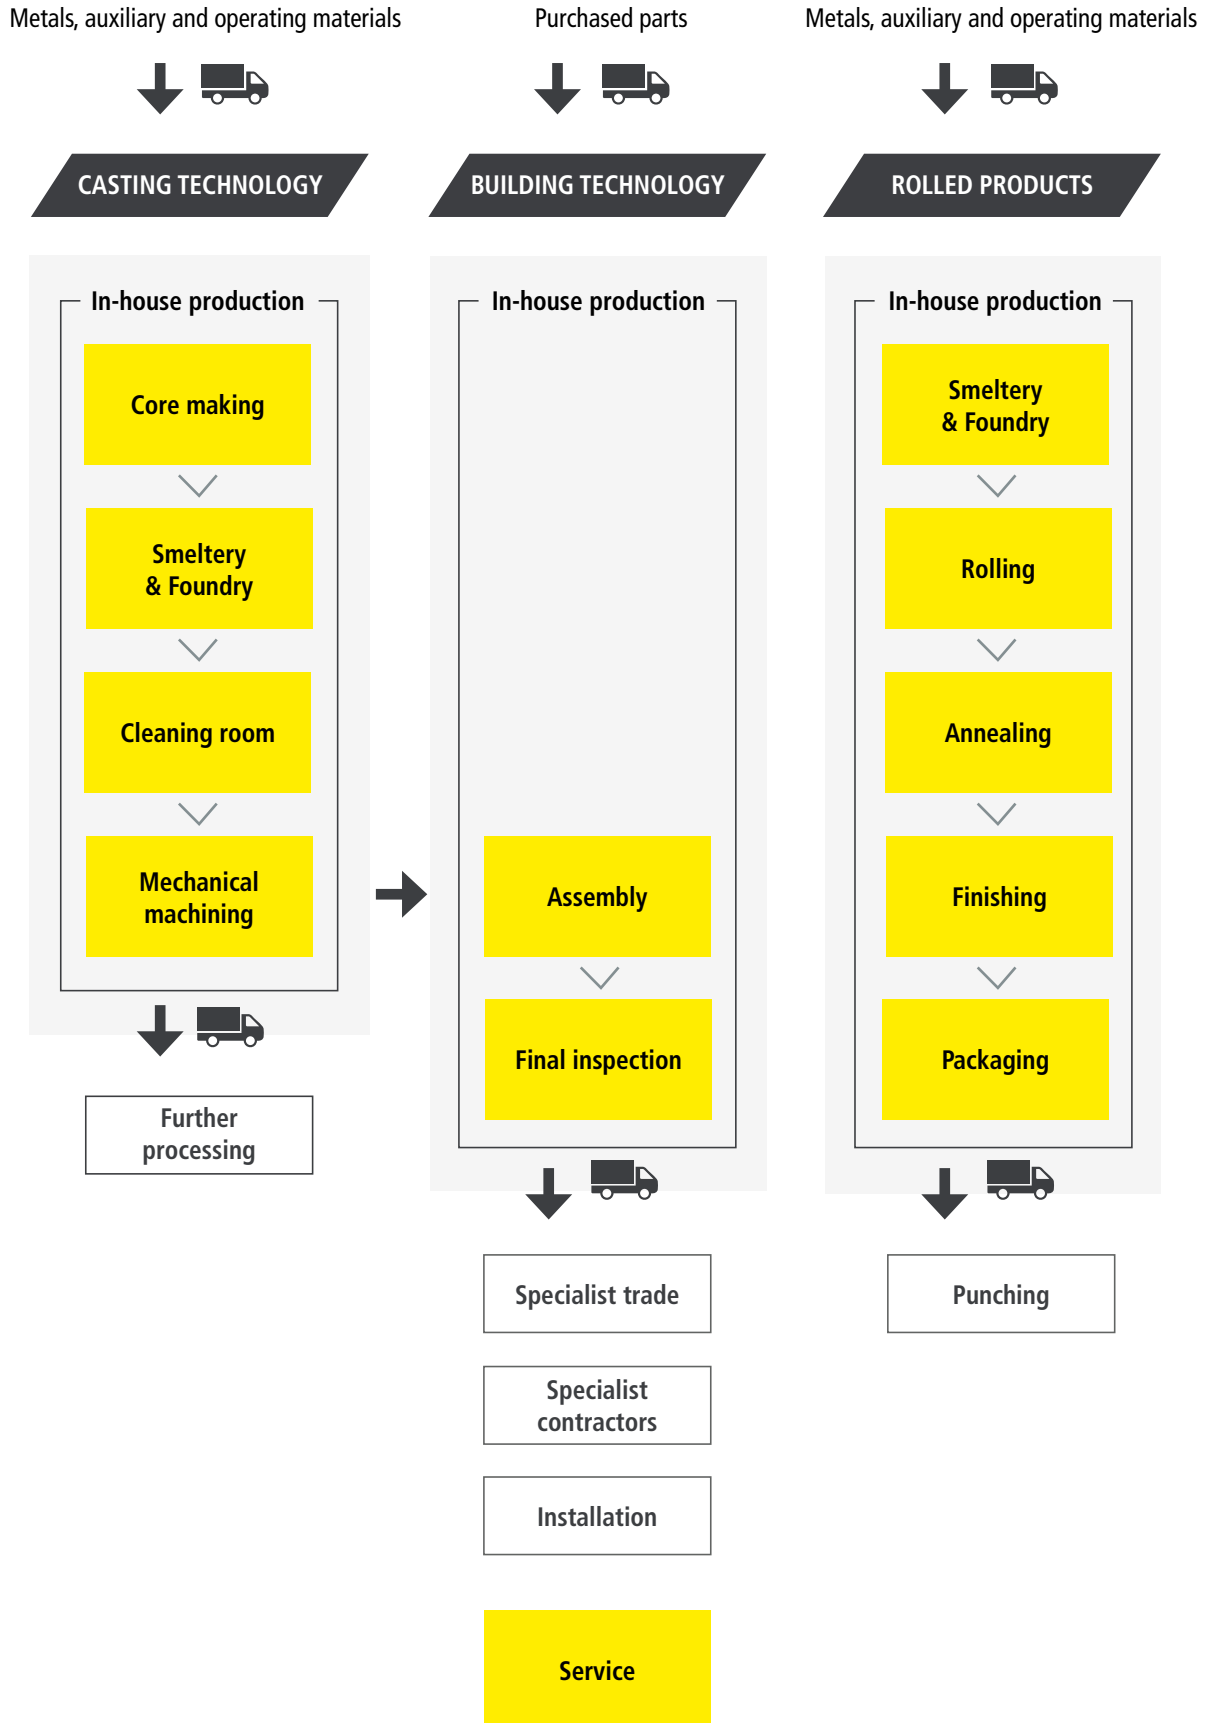 Metals, auxiliary and operating materials
CASTING TECHNOLOGY
In-house production
Core making
Smeltery
& Foundry
Cleaning room
Mechanical
machining
Further
processing
Purchased parts
BUILDING TECHNOLOGY
In-house production
Assembly
Final inspection
Specialist trade
Specialist
contractors
Installation
Service
Metals, auxiliary and operating materials
ROLLED PRODUCTS
In-house production
Smeltery
& Foundry
Rolling
Annealing
Finishing
Packaging
Punching